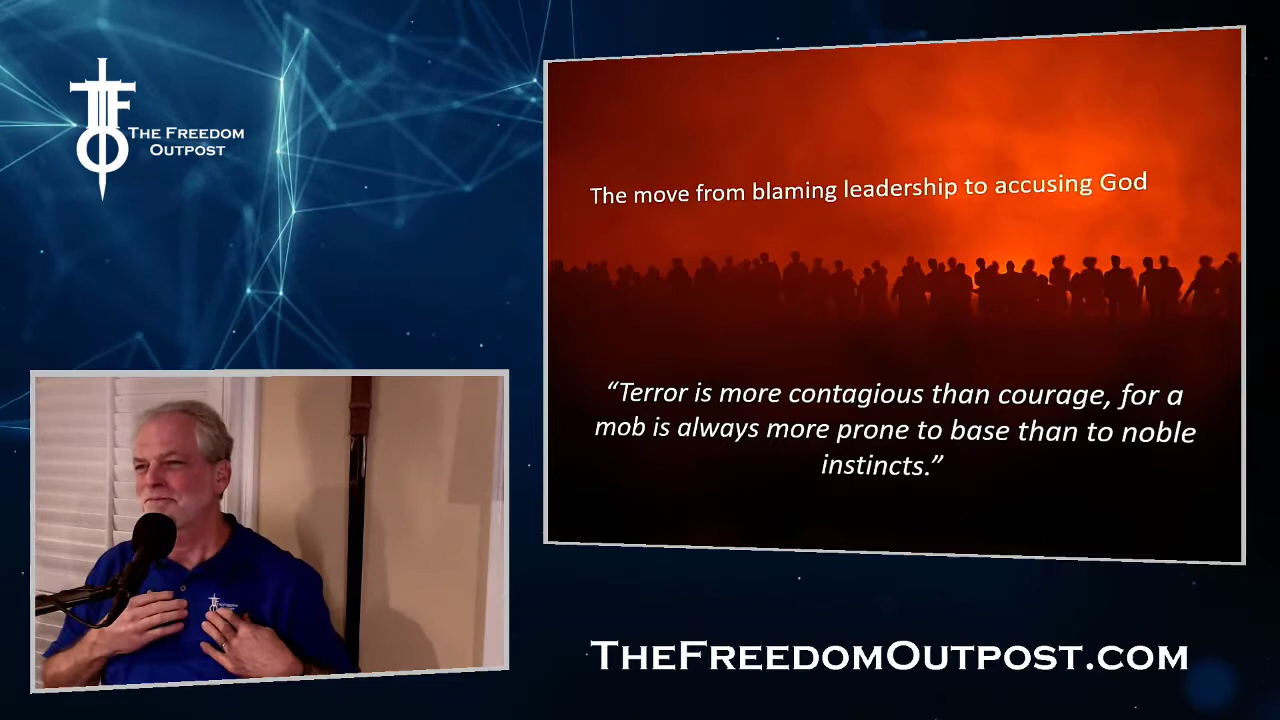 The Freedom
Outpost
The move from blaming leadership to accusing God
“Terror is more contagious than courage, for a
mob is always more prone to base than to noble
instincts.”
TheFreedomOutpost.com